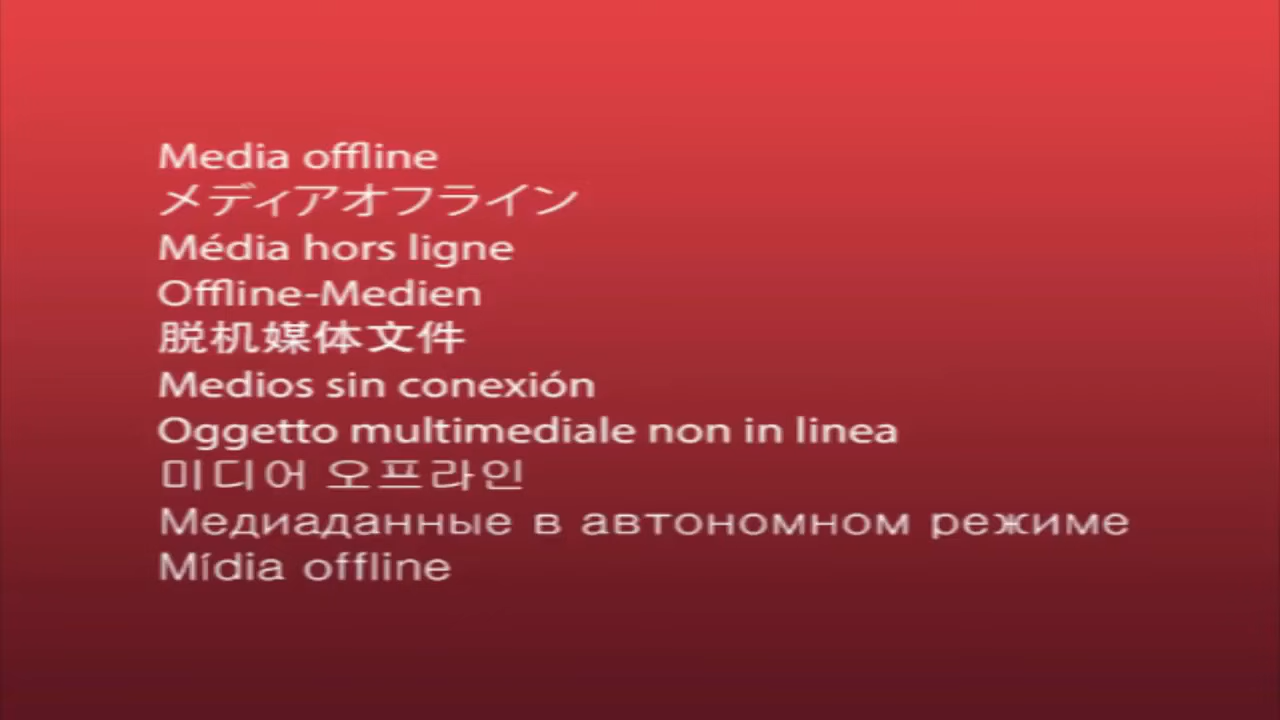 Media offline
メディアオフライン
Média hors ligne
Offline-Medien
脱机媒体文件
Medios sin conexión
Oggetto multimediale non in linea
미디어 오프라인
Медиаданные в автономном режиме
Mídia offline